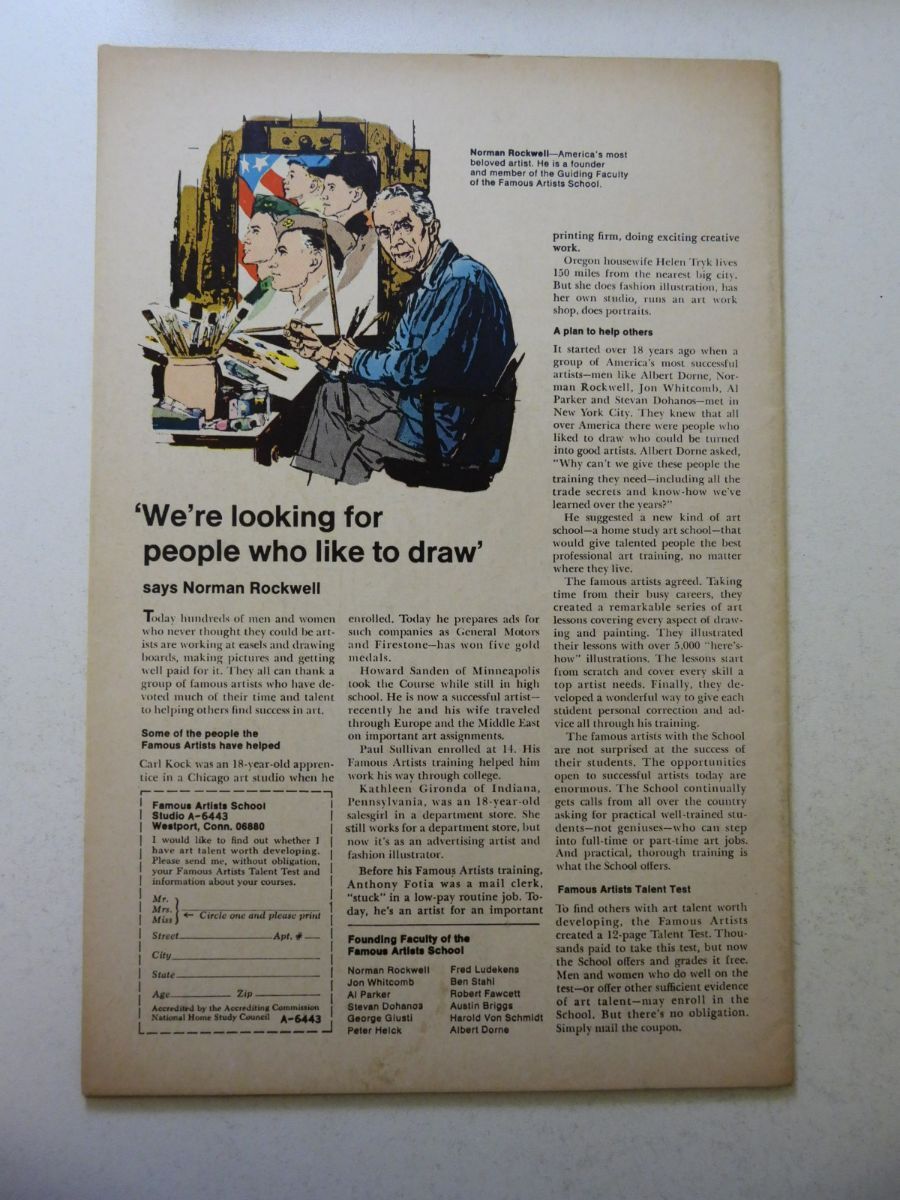 Norman Rockwell—America's most
beloved artist. He is a founder
and member of the Guiding Faculty
of the Famous Artists School.
'We're looking for
people who like to draw'
says Norman Rockwell
Today hundreds of men and women
who never thought they could be art-
ists are working at easels and drawing
boards, making pictures and getting
well paid for it. They all can thank a
group of famous artists who have de-
voted much of their time and talent
to helping others find success in art.
Some of the people the
Famous Artists have helped
Carl Kock was an 18-year-old appren-
tice in a Chicago art studio when he
enrolled. Today he prepares ads for
such companies as General Motors
and Firestone—has won five gold
medals.
Howard Sanden of Minneapolis
took the Course while still in high
school. He is now a successful artist—
recently he and his wife traveled
through Europe and the Middle East
on important art assignments.
Paul Sullivan enrolled at 14. His
Famous Artists training helped him
work his way through college.
Kathleen Gironda of Indiana,
Pennsylvania, was an 18-year-old
salesgirl in a department store. She
still works for a department store, but
now it's as an advertising artist and
fashion illustrator.
Before his Famous Artists training,
Anthony Fotia was a mail clerk,
"stuck" in a low-pay routine job. To-
day, he's an artist for an important
printing firm, doing exciting creative
work.
Oregon housewife Helen Tryk lives
150 miles from the nearest big city.
But she does fashion illustration, has
her own studio, runs an art work
shop, does portraits.
A plan to help others
It started over 18 years ago when a
group of America's most successful
artists—men like Albert Dorne, Nor-
man Rockwell, Jon Whitcomb, Al
Parker and Stevan Dohanos—met in
New York City. They knew that all
over America there were people who
liked to draw who could be turned
into good artists. Albert Dorne asked,
"Why can't we give these people the
training they need—including all the
trade secrets and know-how we've
learned over the years?"
He suggested a new kind of art
school—a home study art school—that
would give talented people the best
professional art training, no matter
where they live.
The famous artists agreed. Taking
time from their busy careers, they
created a remarkable series of art
lessons covering every aspect of draw-
ing and painting. They illustrated
their lessons with over 5,000 "here's-
how" illustrations. The lessons start
from scratch and cover every skill a
top artist needs. Finally, they de-
veloped a wonderful way to give each
student personal correction and ad-
vice all through his training.
The famous artists with the School
are not surprised at the success of
their students. The opportunities
open to successful artists today are
enormous. The School continually
gets calls from all over the country
asking for practical well-trained stu-
dents—not geniuses—who can step
into full-time or part-time art jobs.
And practical, thorough training is
what the School offers.
Famous Artists Talent Test
To find others with art talent worth
developing, the Famous Artists
created a 12-page Talent Test. Thou-
sands paid to take this test, but now
the School offers and grades it free.
Men and women who do well on the
test—or offer other sufficient evidence
of art talent—may enroll in the
School. But there's no obligation.
Simply mail the coupon.
Famous Artists School
Studio A-6443
Westport, Conn. 06880
I would like to find out whether I
have art talent worth developing.
Please send me, without obligation,
your Famous Artists Talent Test and
information about your courses.
Mr.
Mrs.
Miss
← Circle one and please print
Street Apt. #
City
State
Age Zip
Accredited by the Accrediting Commission
National Home Study Council A-6443
Founding Faculty of the
Famous Artists School
Norman Rockwell
Jon Whitcomb
Al Parker
Stevan Dohanos
George Giusti
Peter Helck
Fred Ludekens
Ben Stahl
Robert Fawcett
Austin Briggs
Harold Von Schmidt
Albert Dorne